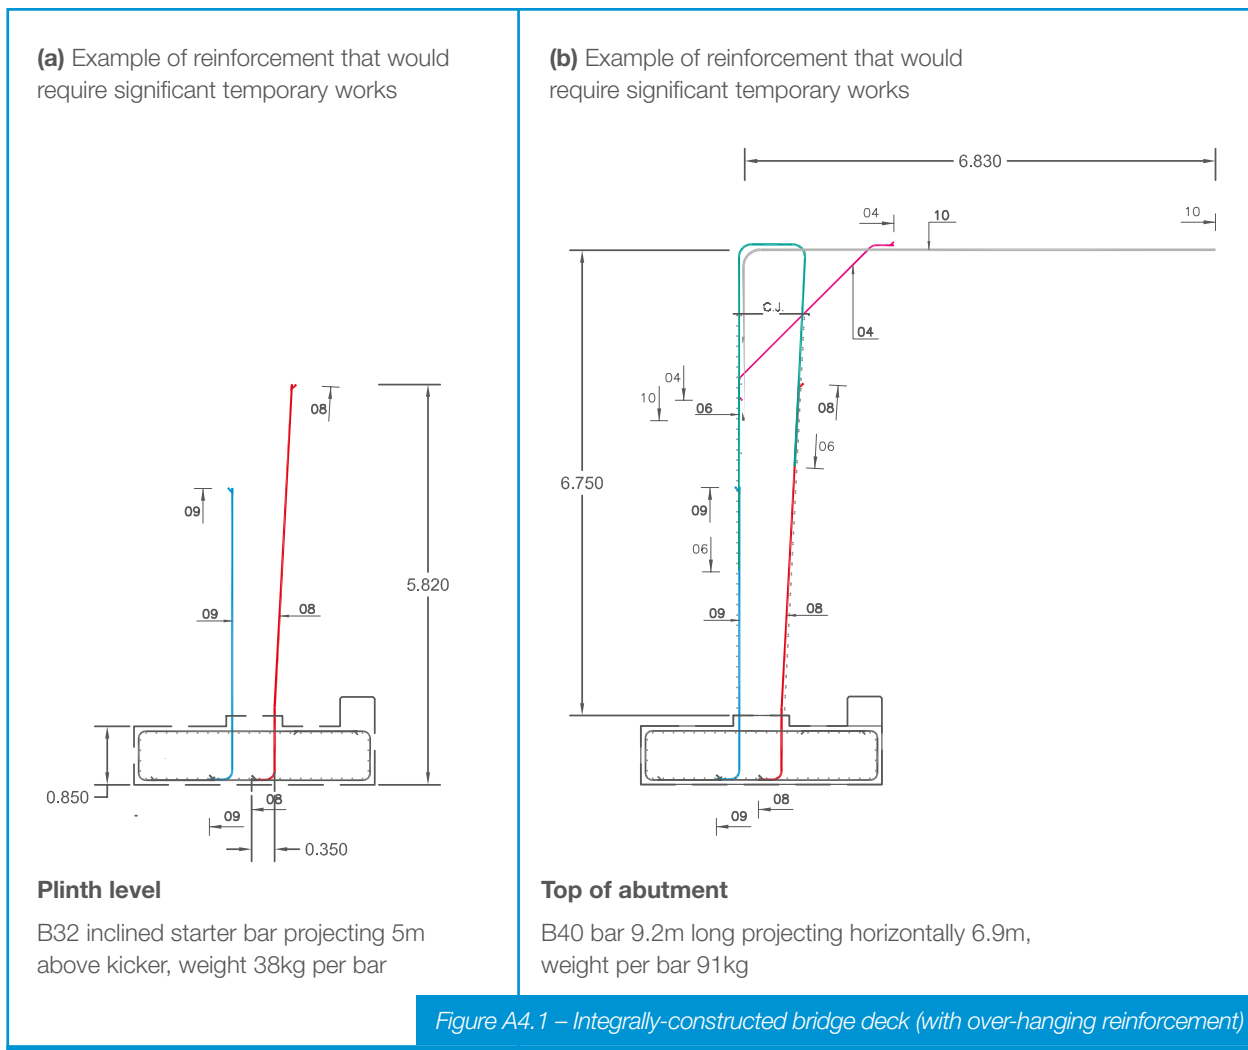 (a) Example of reinforcement that would
require significant temporary works
08
09
5.820
09
08
0.850
08
09
0.350
Plinth level
B32 inclined starter bar projecting 5m
above kicker, weight 38kg per bar
(b) Example of reinforcement that would
require significant temporary works
6.830
04
10
10
C.J.
04
04
10
06
08
06
6.750
09
06
09
08
08
09
Top of abutment
B40 bar 9.2m long projecting horizontally 6.9m,
weight per bar 91kg
Figure A4.1 – Integrally-constructed bridge deck (with over-hanging reinforcement)